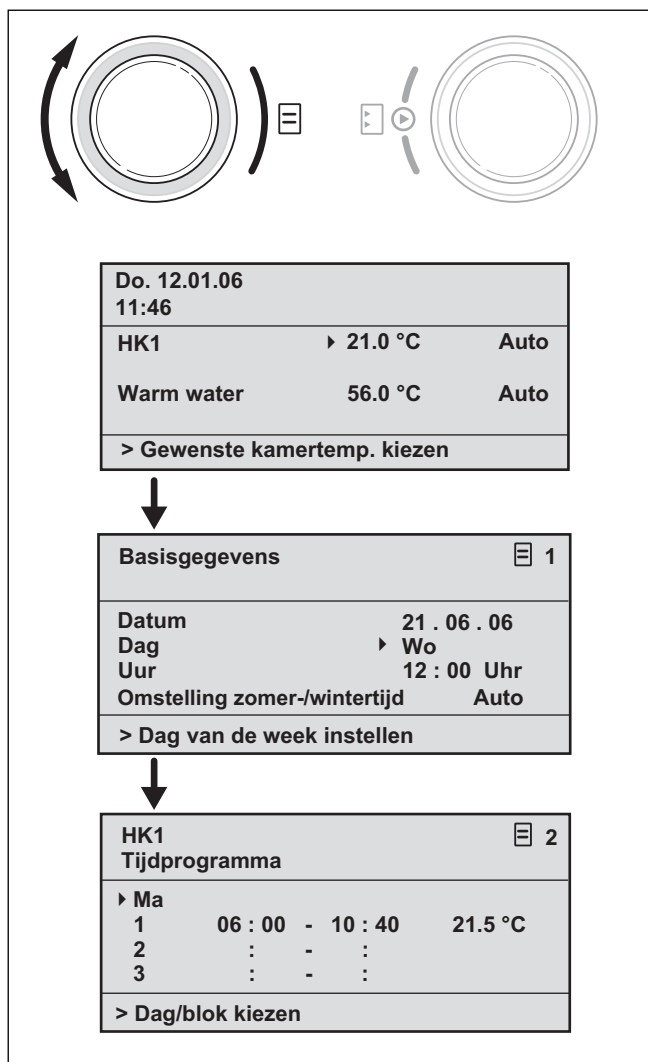 Do. 12.01.06
11:46
HK1 21.0 °C Auto
Warm water 56.0 °C Auto
> Gewenste kamertemp. kiezen
Basisgegevens 1
Datum 21 . 06 . 06
Dag Wo
Uur 12 : 00 Uhr
Omstelling zomer-/wintertijd Auto
> Dag van de week instellen
HK1 2
Tijdprogramma
Ma
1 06 : 00 - 10 : 40 21.5 °C
2 : - :
3 : - :
> Dag/blok kiezen